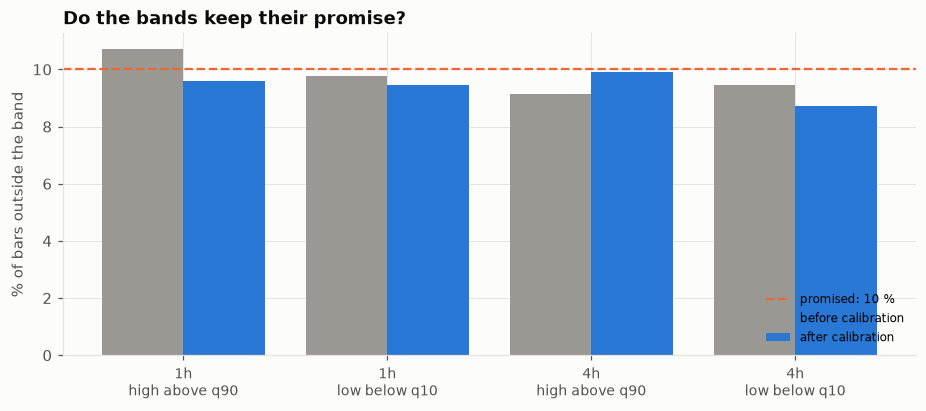 Do the bands keep their promise?
% of bars outside the band
10
8
6
4
2
0
promised: 10 %
before calibration
after calibration
1h
high above q90
1h
low below q10
4h
high above q90
4h
low below q10